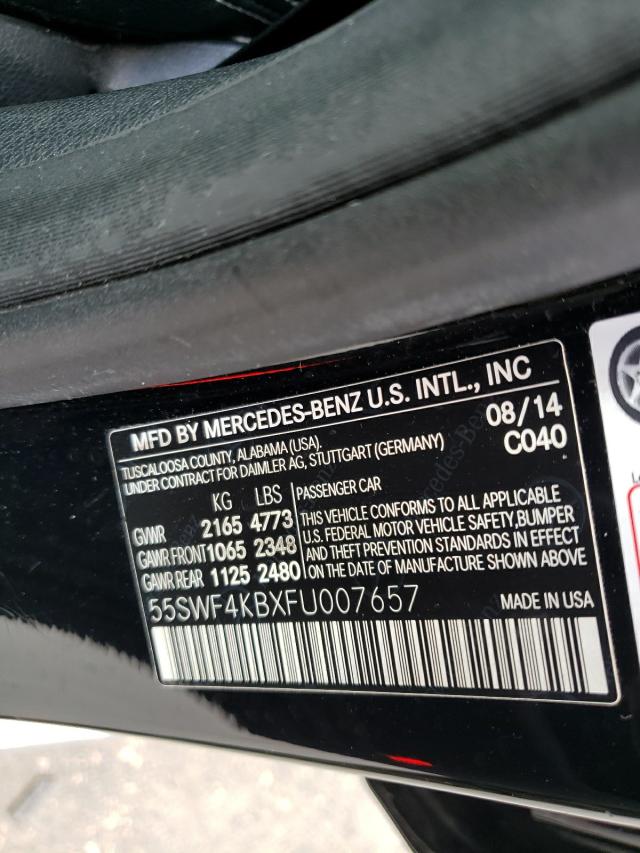 MFD BY MERCEDES-BENZ U.S. INTL., INC
TUSCALOOSA COUNTY, ALABAMA (USA).
UNDER CONTRACT FOR DAIMLER AG, STUTTGART (GERMANY)
08/14
C040
KG LBS
GVWR 2165 4773
GAWR FRONT 1065 2348
GAWR REAR 1125 2480
PASSENGER CAR
THIS VEHICLE CONFORMS TO ALL APPLICABLE
U.S. FEDERAL MOTOR VEHICLE SAFETY, BUMPER
AND THEFT PREVENTION STANDARDS IN EFFECT
ON THE DATE OF MANUFACTURE SHOWN ABOVE
55SWF4KBXFU007657
MADE IN USA